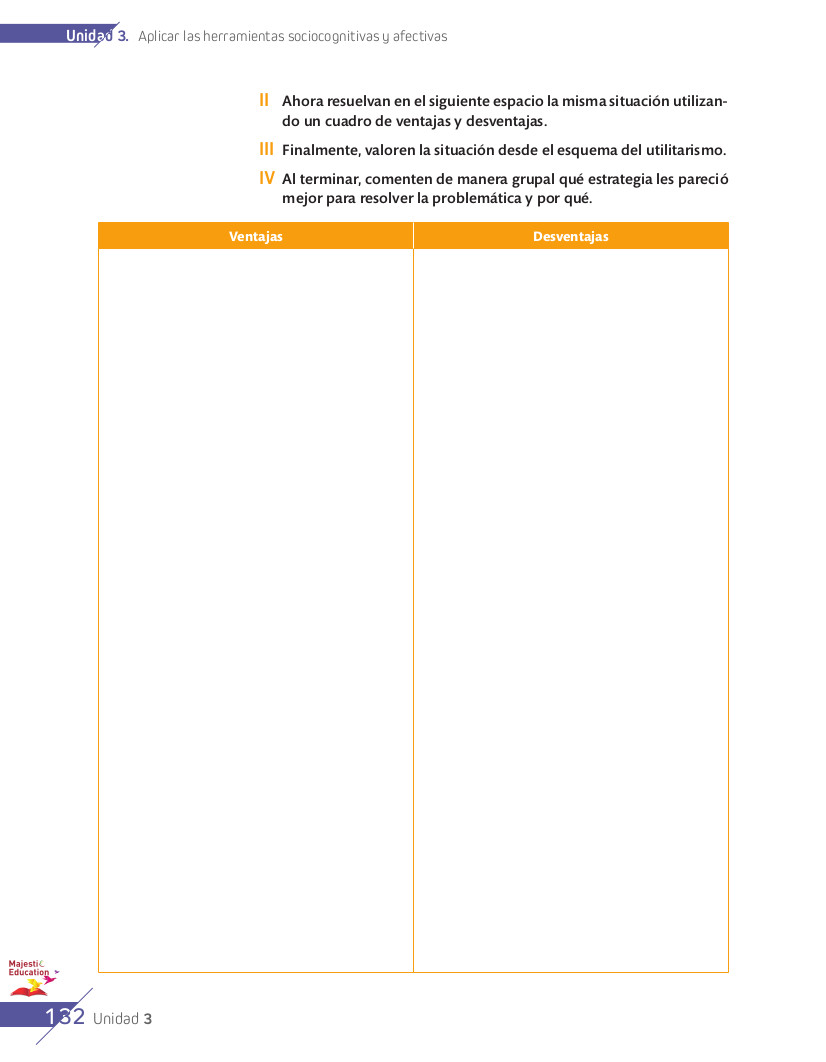 Unidad 3. Aplicar las herramientas sociocognitivas y afectivas
II Ahora resuelvan en el siguiente espacio la misma situación utilizan-
do un cuadro de ventajas y desventajas.
III Finalmente, valoren la situación desde el esquema del utilitarismo.
IV Al terminar, comenten de manera grupal qué estrategia les pareció
mejor para resolver la problemática y por qué.
Ventajas Desventajas
Majestic
Education
132 Unidad 3